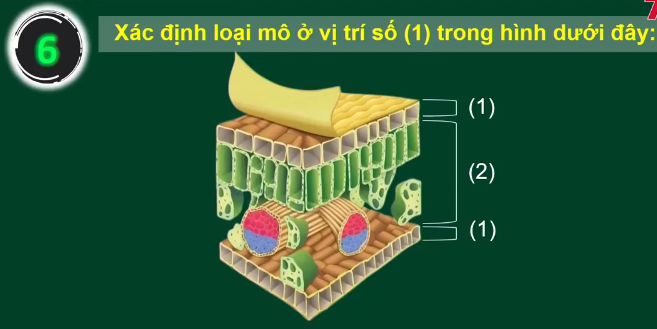 6
Xác định loại mô ở vị trí số (1) trong hình dưới đây:
(1)
(2)
(1)